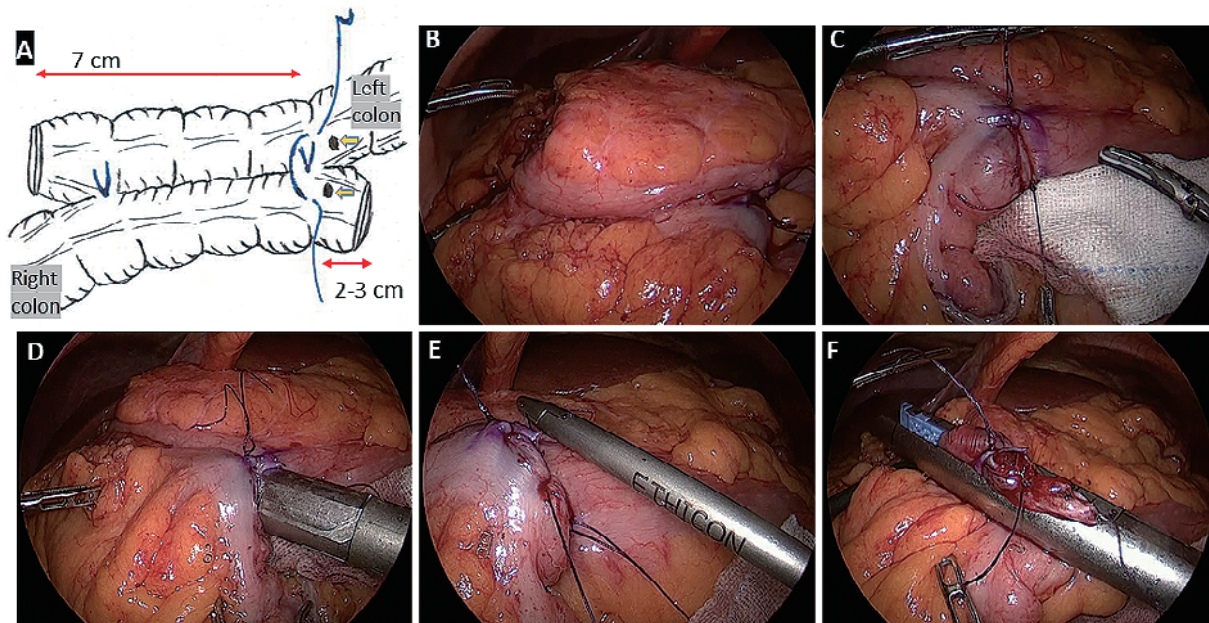 A
7 cm
Left
colon
Right
colon
2-3 cm
B
C
D
E
ETHICON
F